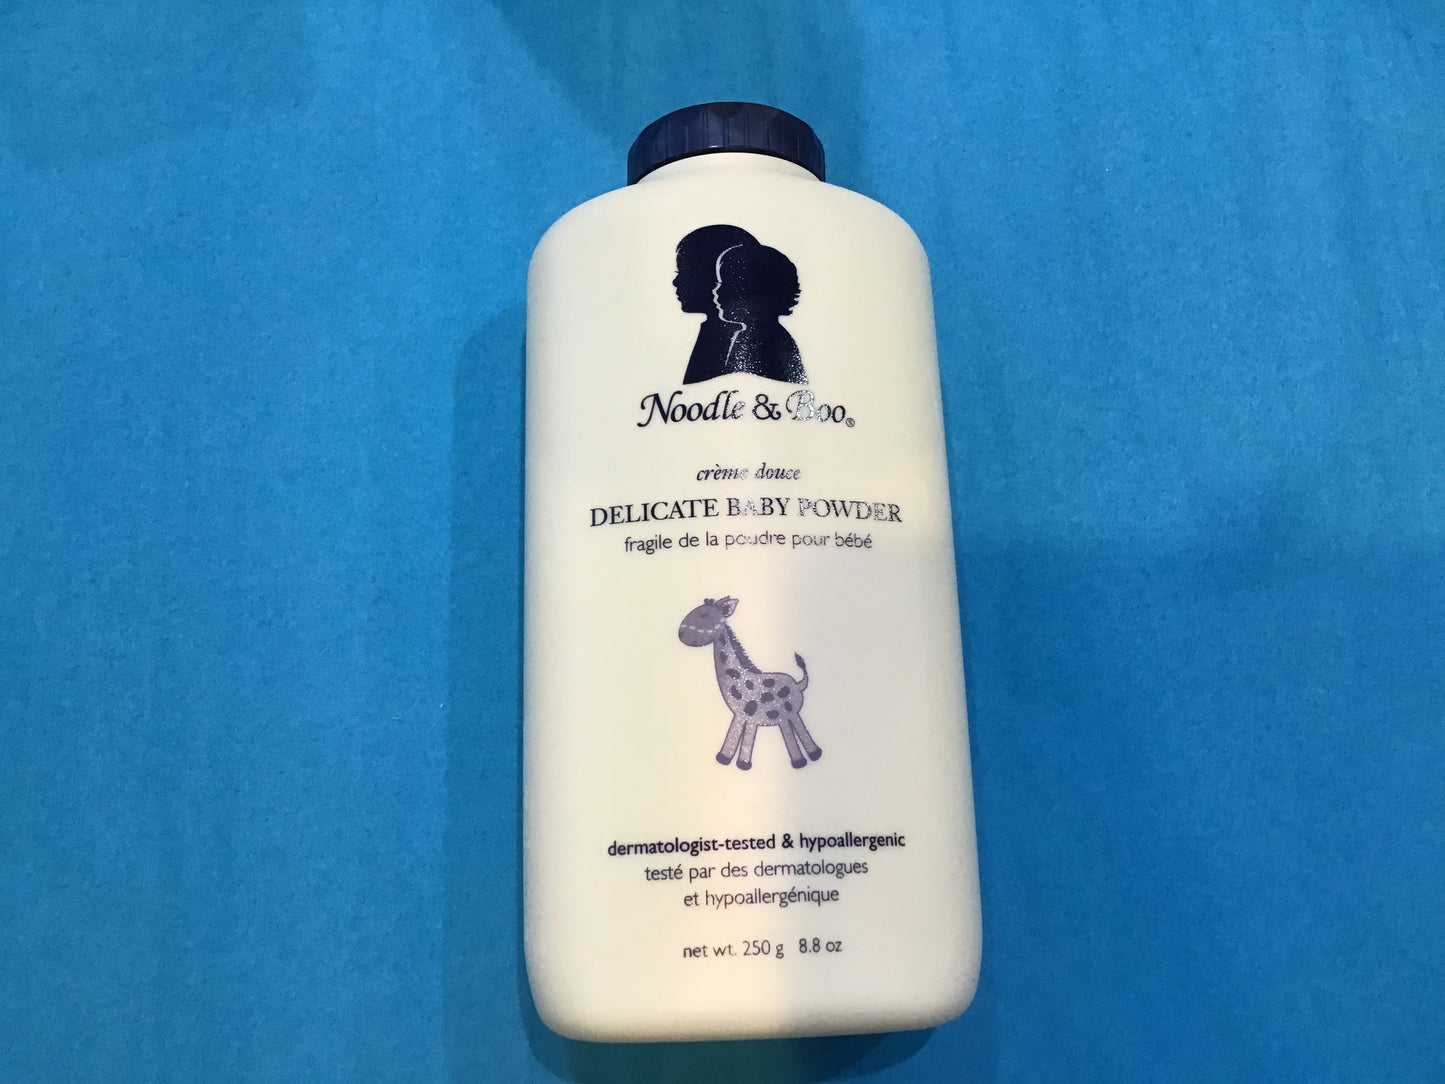 Noodle & Boo®
crème douce
DELICATE BABY POWDER
fragile de la poudre pour bébé
dermatologist-tested & hypoallergenic
testé par des dermatologues
et hypoallergénique
net wt. 250 g 8.8 oz